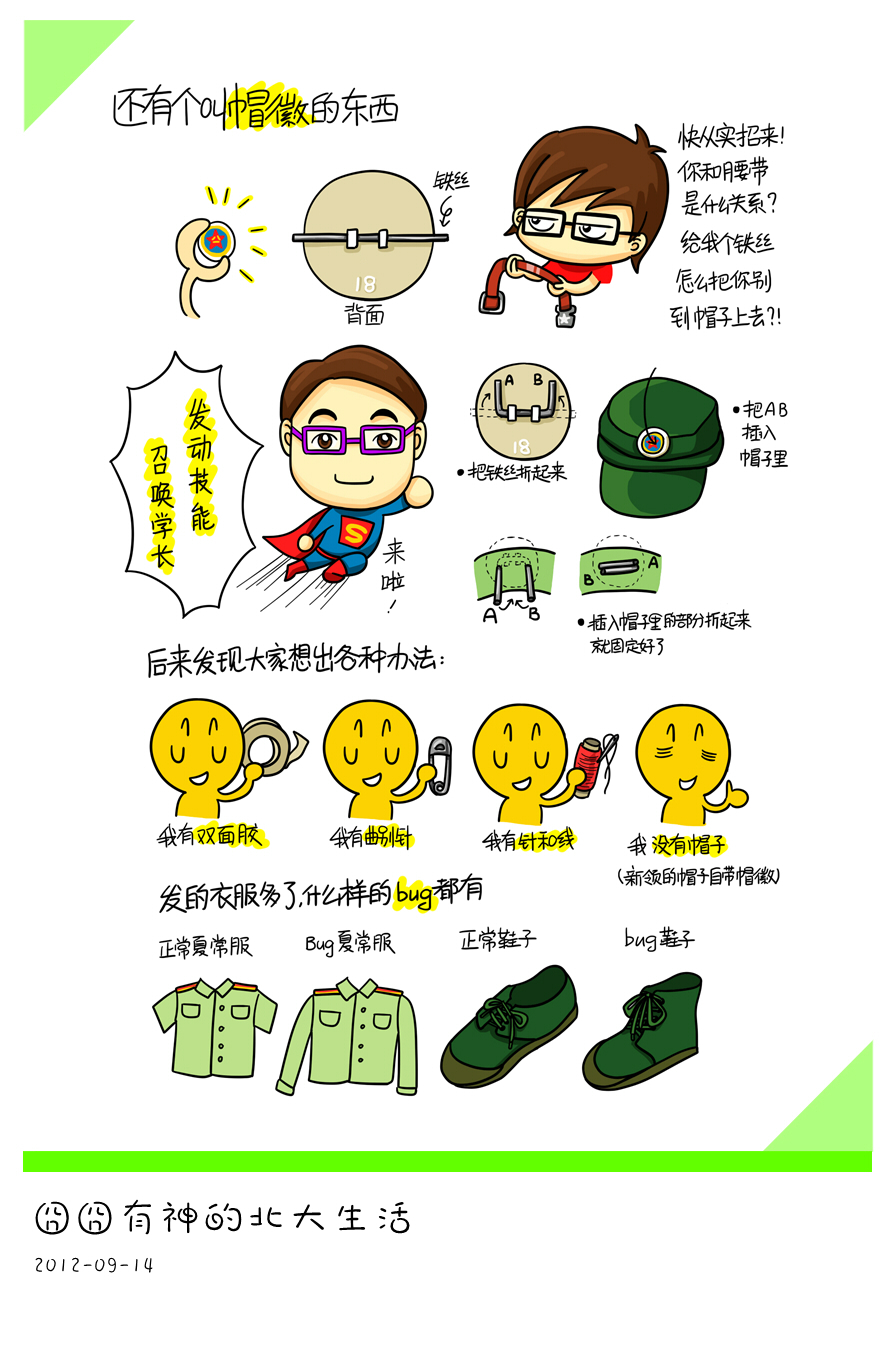 还有个叫帽徽的东西
铁丝
18
背面
快从实招来!
你和腰带
是什么关系?
给我个铁丝
怎么把你别
到帽子上去?!
发动技能
召唤学长
S
来啦!
A B
18
•把铁丝折起来
•把AB
插入
帽子里
A B
B A
•插入帽子里的部分折起来
就固定好了
后来发现大家想出各种办法:
我有双面胶
我有曲别针
我有针和线
我没有帽子
(新领的帽子自带帽徽)
发的衣服多了,什么样的bug都有
正常夏常服
Bug夏常服
正常鞋子
bug鞋子
囧囧有神的北大生活
2012-09-14